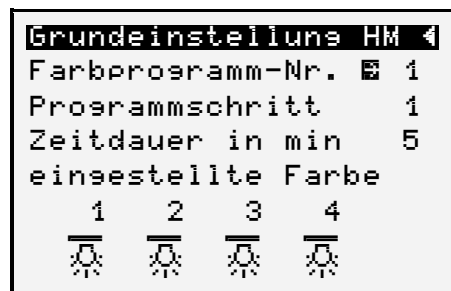 Grundeinstellung HM
Farbprogramm-Nr. 1
Programmschritt 1
Zeitdauer in min 5
eingestellte Farbe
1 2 3 4